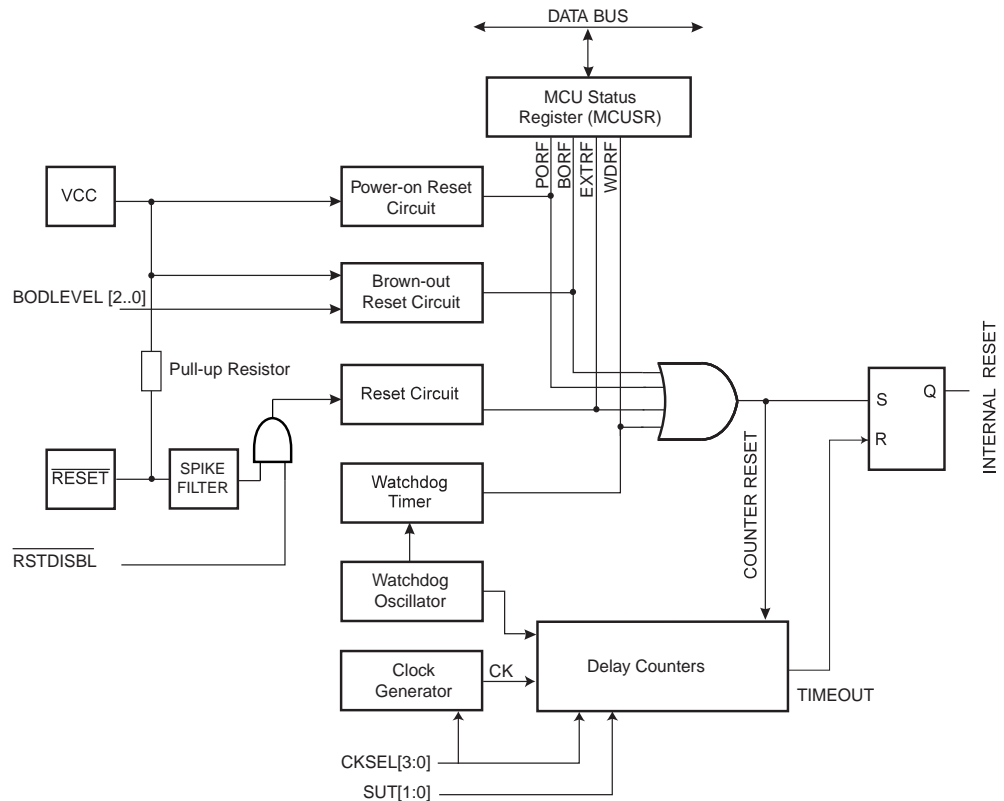 DATA BUS
MCU Status
Register (MCUSR)
PORF
BORF
EXTRF
WDRF
VCC
Power-on Reset
Circuit
BODLEVEL [2..0]
Brown-out
Reset Circuit
Pull-up Resistor
Reset Circuit
S
Q
R
INTERNAL RESET
RESET
SPIKE
FILTER
Watchdog
Timer
COUNTER RESET
RSTDISBL
Watchdog
Oscillator
Clock
Generator
CK
Delay Counters
TIMEOUT
CKSEL[3:0]
SUT[1:0]